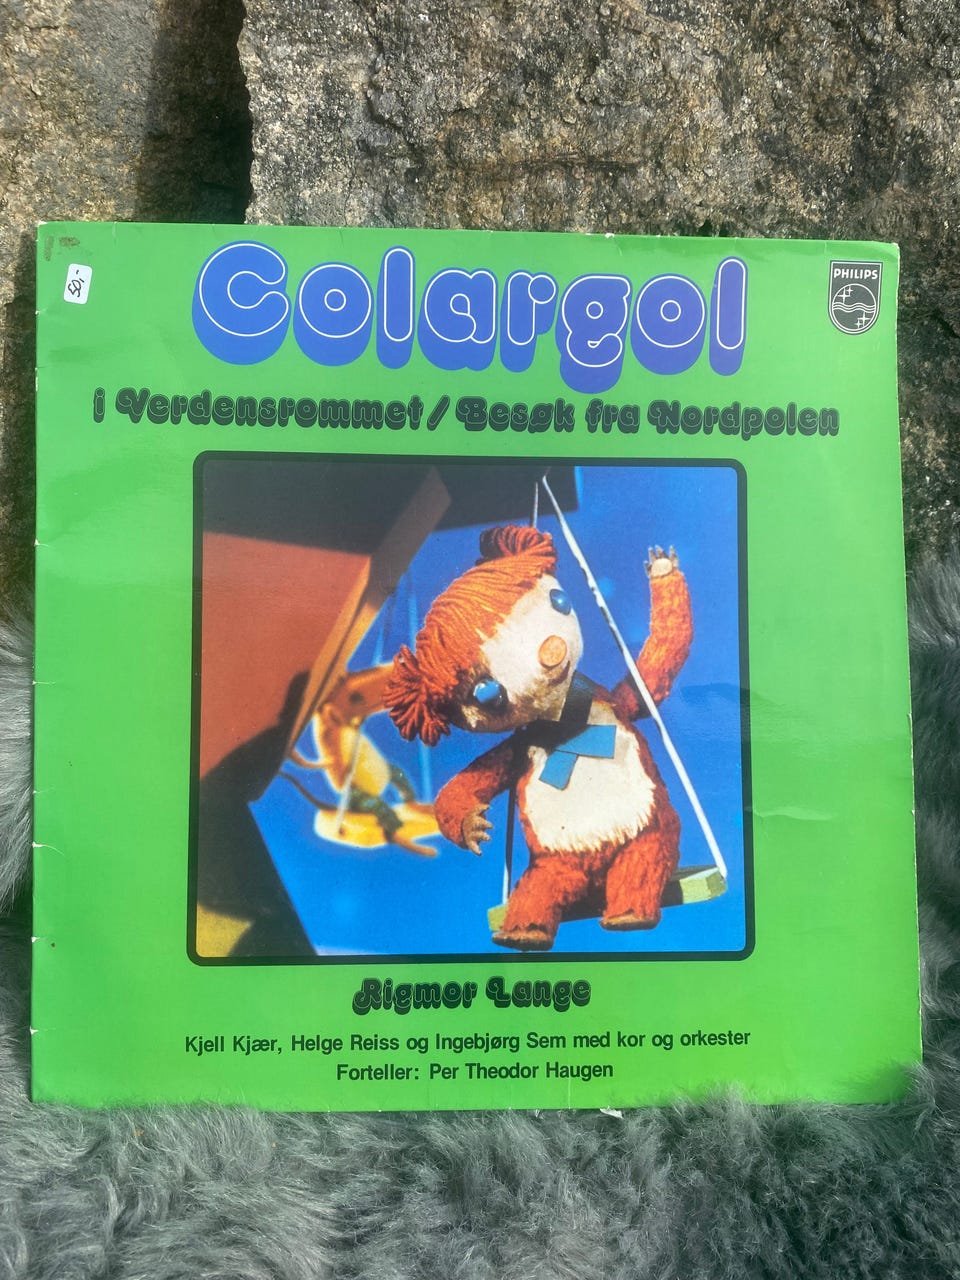 Colargol
PHILIPS
50,-
i Verdensrommet / Besøk fra Nordpolen
Rigmor Lange
Kjell Kjær, Helge Reiss og Ingebjørg Sem med kor og orkester
Forteller: Per Theodor Haugen